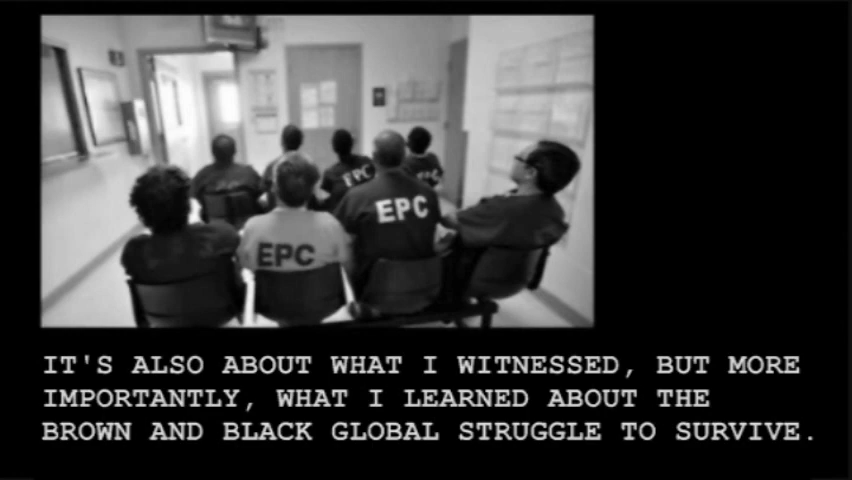 EPC
EPC
EPC
IT'S ALSO ABOUT WHAT I WITNESSED, BUT MORE
IMPORTANTLY, WHAT I LEARNED ABOUT THE
BROWN AND BLACK GLOBAL STRUGGLE TO SURVIVE.